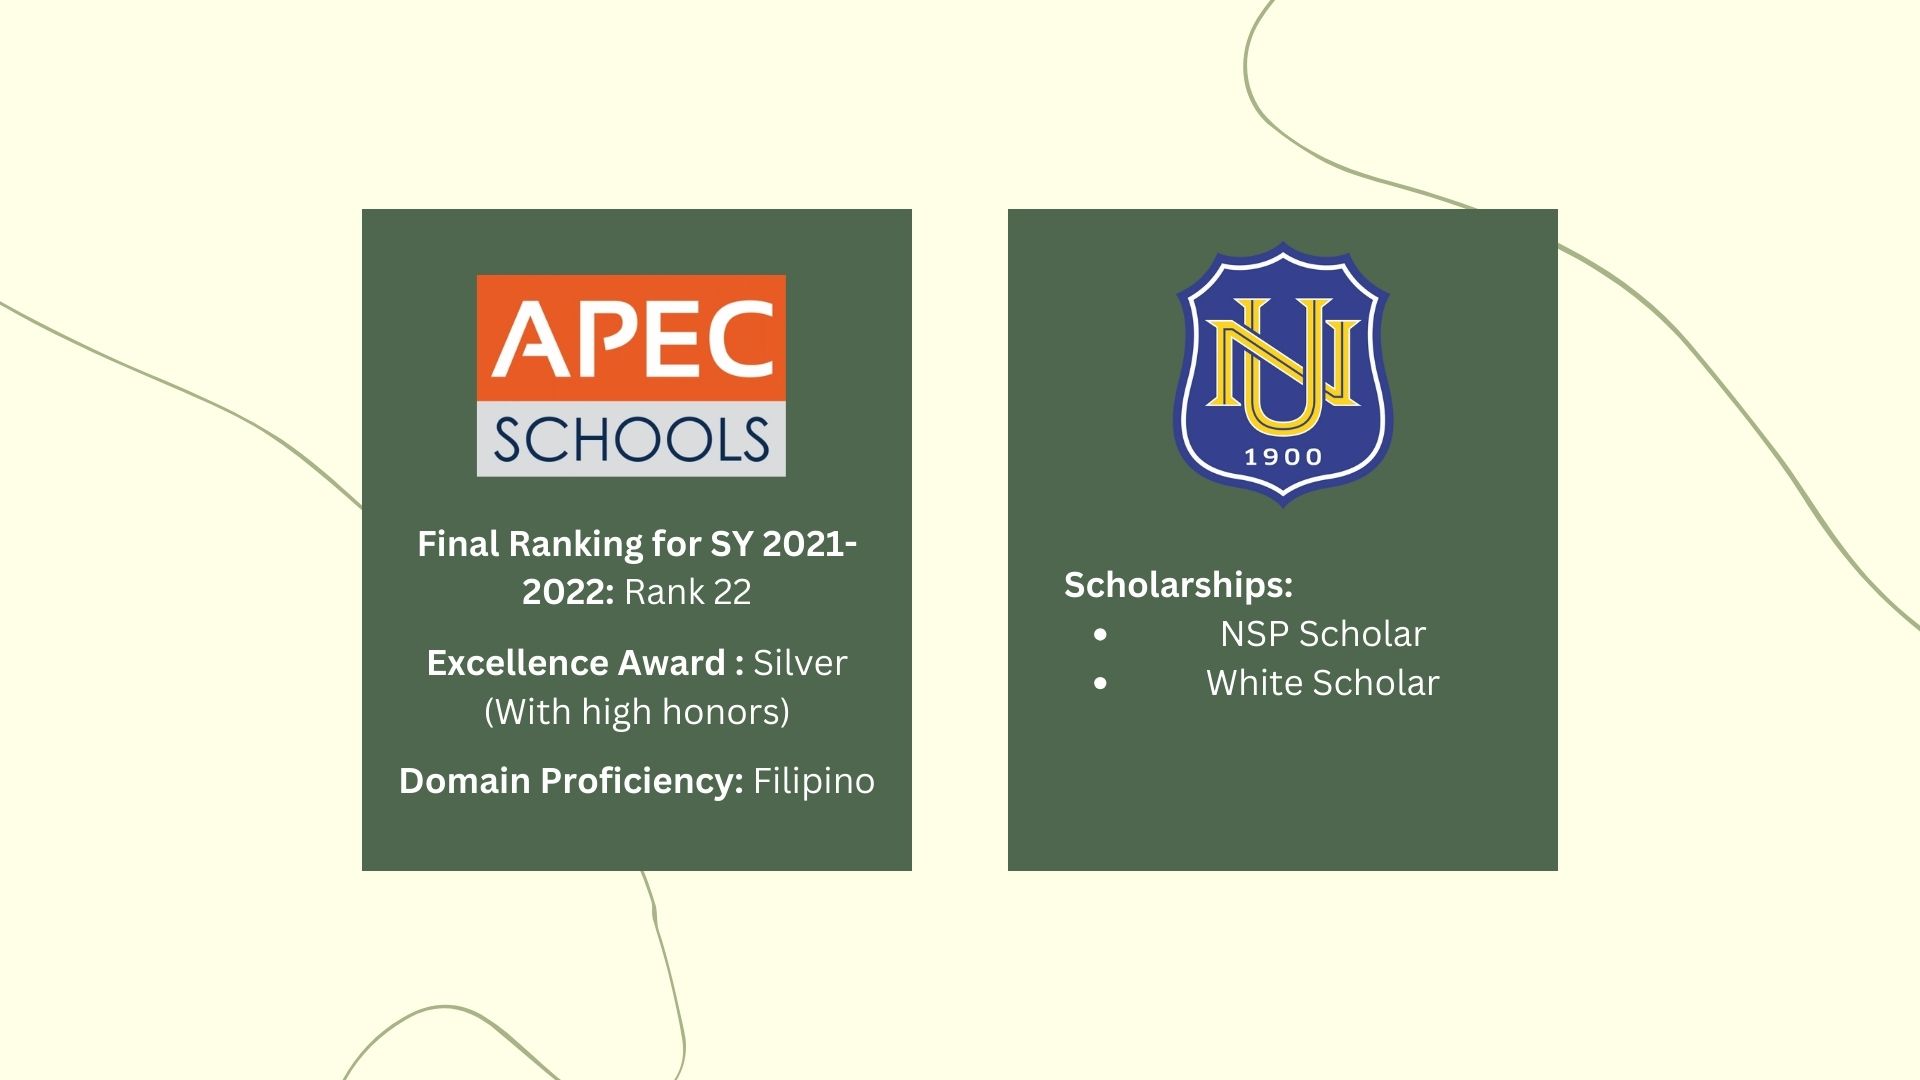 APEC
SCHOOLS
Final Ranking for SY 2021-
2022: Rank 22
Excellence Award : Silver
(With high honors)
Domain Proficiency: Filipino
NU
1900
Scholarships:
• NSP Scholar
• White Scholar